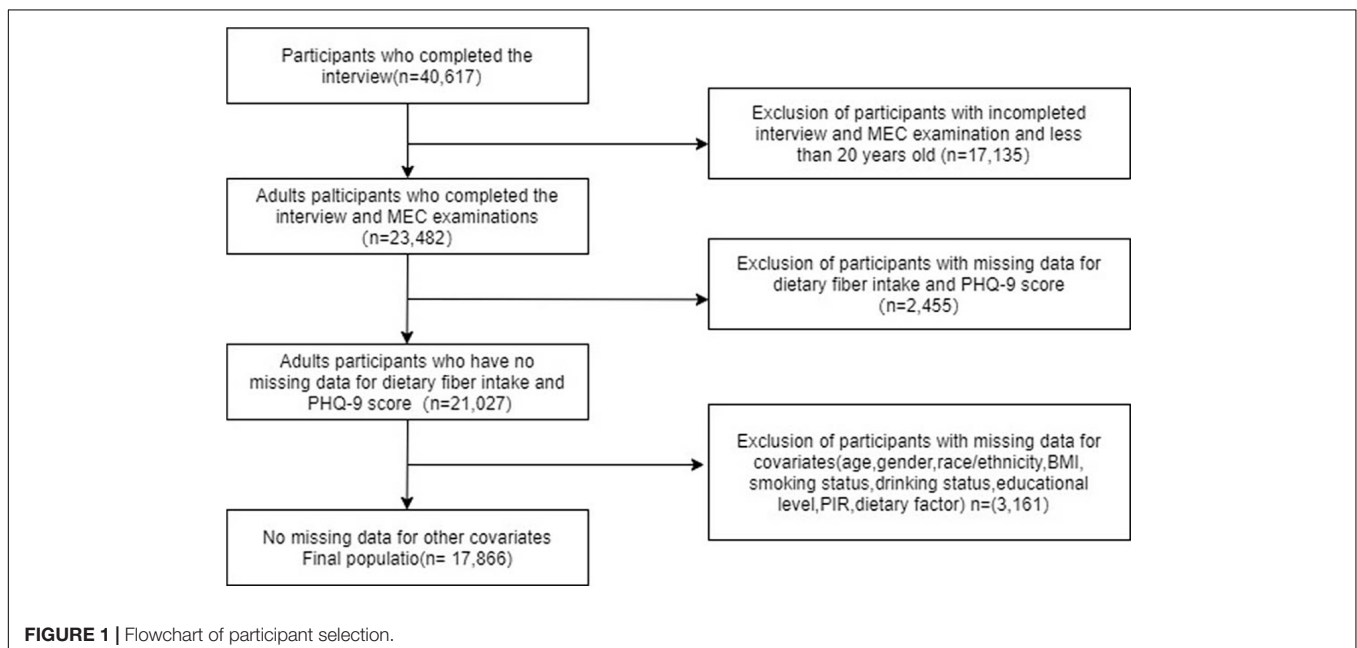 Participants who completed the
interview(n=40,617)
Exclusion of participants with incompleted
interview and MEC examination and less
than 20 years old (n=17,135)
Adults palticipants who completed the
interview and MEC examinations
(n=23,482)
Exclusion of participants with missing data for
dietary fiber intake and PHQ-9 score
(n=2,455)
Adults participants who have no
missing data for dietary fiber intake and
PHQ-9 score (n=21,027)
Exclusion of participants with missing data for
covariates(age,gender,race/ethnicity,BMI,
smoking status,drinking status,educational
level,PIR,dietary factor) n=(3,161)
No missing data for other covariates
Final populatio(n= 17,866)
FIGURE 1 | Flowchart of participant selection.